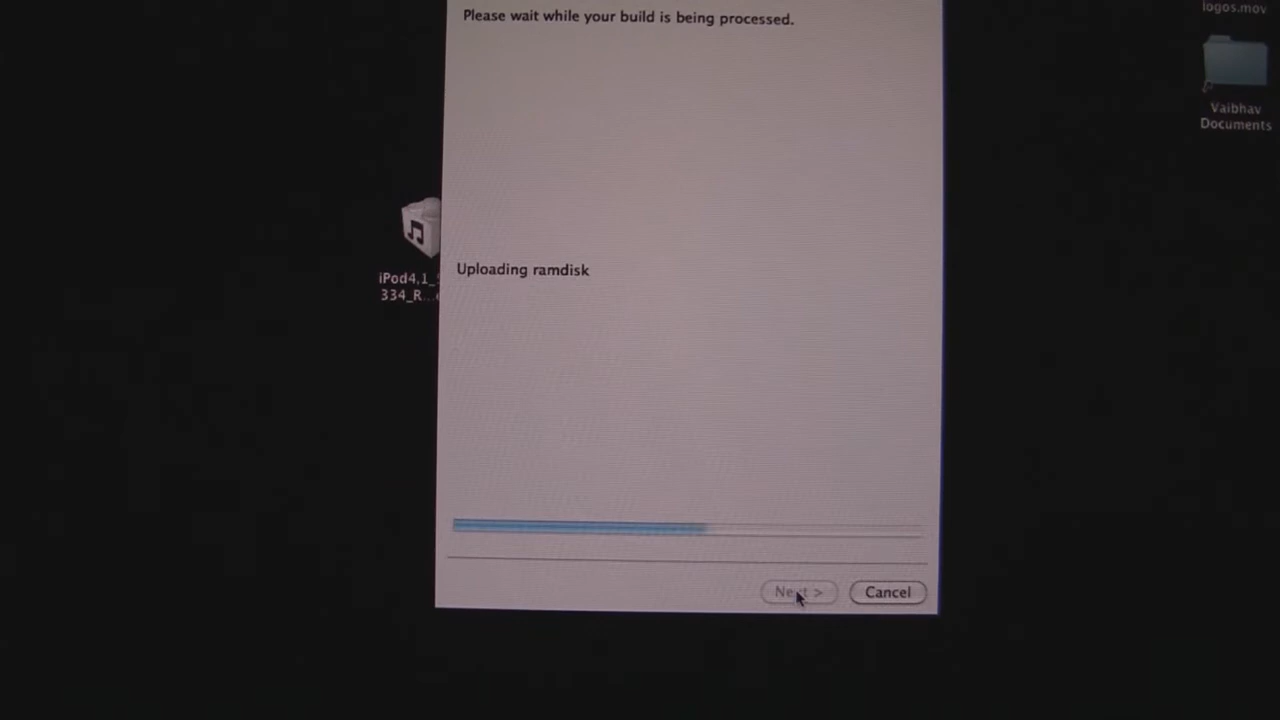 Please wait while your build is being processed.
logos.mov
Vaibhav
Documents
iPod4,1_
334_R...
Uploading ramdisk
Next >
Cancel